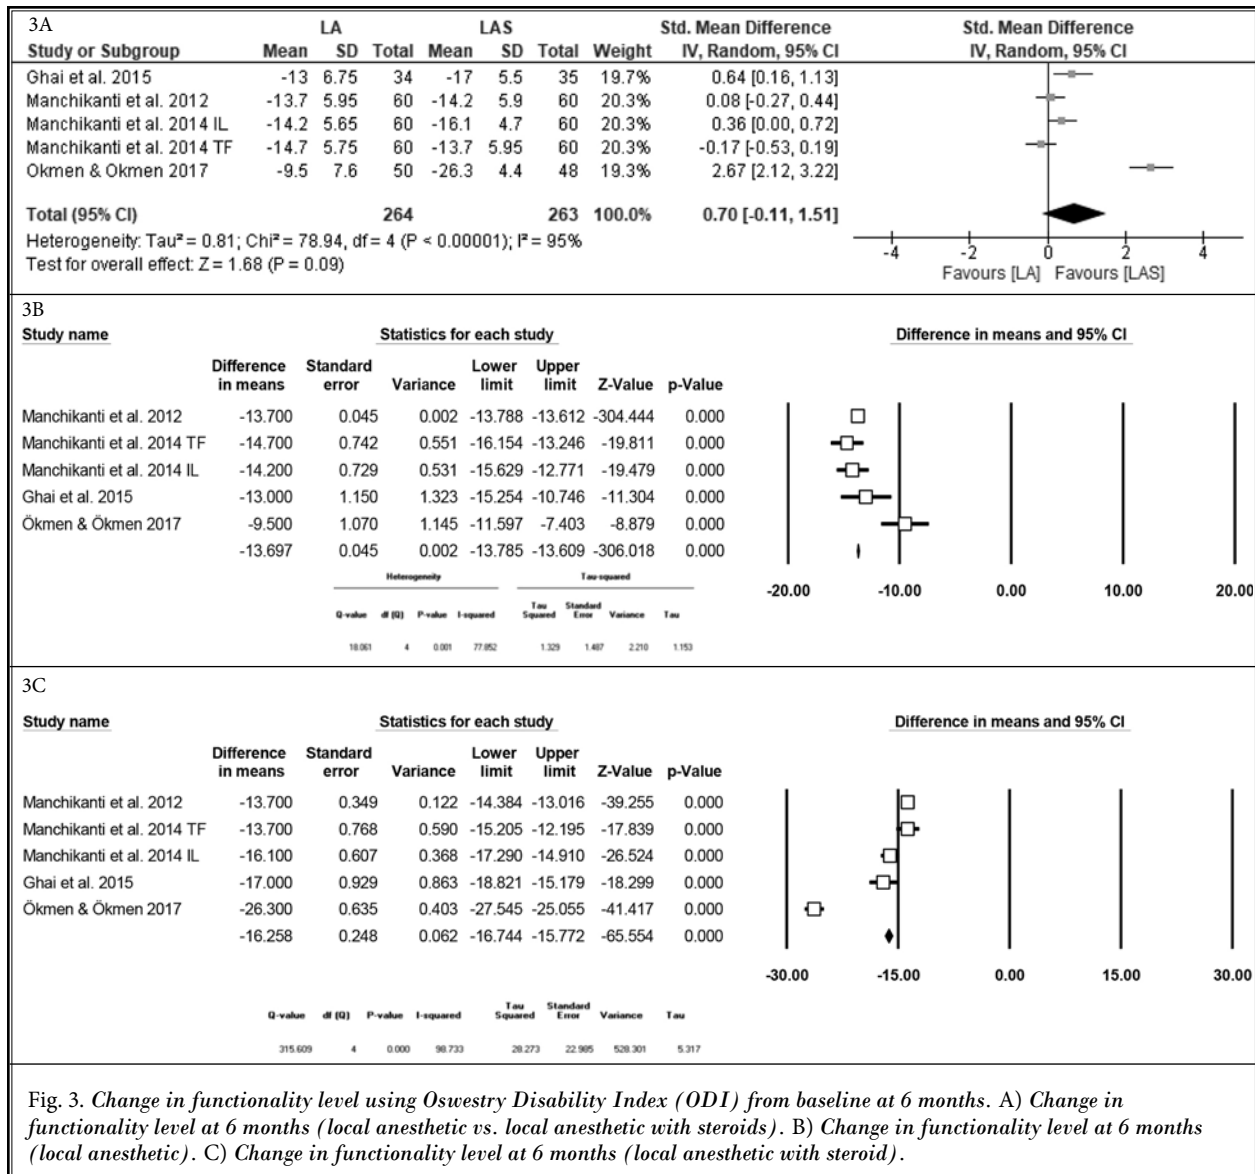 3A
LA LAS Std. Mean Difference Std. Mean Difference
Study or Subgroup Mean SD Total Mean SD Total Weight IV, Random, 95% CI IV, Random, 95% CI
Ghai et al. 2015 -13 6.75 34 -17 5.5 35 19.7% 0.64 [0.16, 1.13]
Manchikanti et al. 2012 -13.7 5.95 60 -14.2 5.9 60 20.3% 0.08 [-0.27, 0.44]
Manchikanti et al. 2014 IL -14.2 5.65 60 -16.1 4.7 60 20.3% 0.36 [0.00, 0.72]
Manchikanti et al. 2014 TF -14.7 5.75 60 -13.7 5.95 60 20.3% -0.17 [-0.53, 0.19]
Okmen & Okmen 2017 -9.5 7.6 50 -26.3 4.4 48 19.3% 2.67 [2.12, 3.22]
Total (95% CI) 264 263 100.0% 0.70 [-0.11, 1.51]
Heterogeneity: Tau² = 0.81; Chi² = 78.94, df = 4 (P < 0.00001); I² = 95%
Test for overall effect: Z = 1.68 (P = 0.09)
-4 -2 0 2 4
Favours [LA] Favours [LAS]
3B
Study name Statistics for each study Difference in means and 95% CI
Difference Standard Lower Upper
in means error Variance limit limit Z-Value p-Value
Manchikanti et al. 2012 -13.700 0.045 0.002 -13.788 -13.612 -304.444 0.000
Manchikanti et al. 2014 TF -14.700 0.742 0.551 -16.154 -13.246 -19.811 0.000
Manchikanti et al. 2014 IL -14.200 0.729 0.531 -15.629 -12.771 -19.479 0.000
Ghai et al. 2015 -13.000 1.150 1.323 -15.254 -10.746 -11.304 0.000
Ökmen & Ökmen 2017 -9.500 1.070 1.145 -11.597 -7.403 -8.879 0.000
-13.697 0.045 0.002 -13.785 -13.609 -306.018 0.000
-20.00 -10.00 0.00 10.00 20.00
Heterogeneity Tau-squared
Tau Standard
Q-value df (Q) P-value I-squared Squared Error Variance Tau
18.061 4 0.001 77.852 1.329 1.487 2.210 1.153
3C
Study name Statistics for each study Difference in means and 95% CI
Difference Standard Lower Upper
in means error Variance limit limit Z-Value p-Value
Manchikanti et al. 2012 -13.700 0.349 0.122 -14.384 -13.016 -39.255 0.000
Manchikanti et al. 2014 TF -13.700 0.768 0.590 -15.205 -12.195 -17.839 0.000
Manchikanti et al. 2014 IL -16.100 0.607 0.368 -17.290 -14.910 -26.524 0.000
Ghai et al. 2015 -17.000 0.929 0.863 -18.821 -15.179 -18.299 0.000
Ökmen & Ökmen 2017 -26.300 0.635 0.403 -27.545 -25.055 -41.417 0.000
-16.258 0.248 0.062 -16.744 -15.772 -65.554 0.000
-30.00 -15.00 0.00 15.00 30.00
Tau Standard
Q-value df (Q) P-value I-squared Squared Error Variance Tau
315.609 4 0.000 98.733 28.273 22.985 528.301 5.317
Fig. 3. Change in functionality level using Oswestry Disability Index (ODI) from baseline at 6 months. A) Change in
functionality level at 6 months (local anesthetic vs. local anesthetic with steroids). B) Change in functionality level at 6 months
(local anesthetic). C) Change in functionality level at 6 months (local anesthetic with steroid).